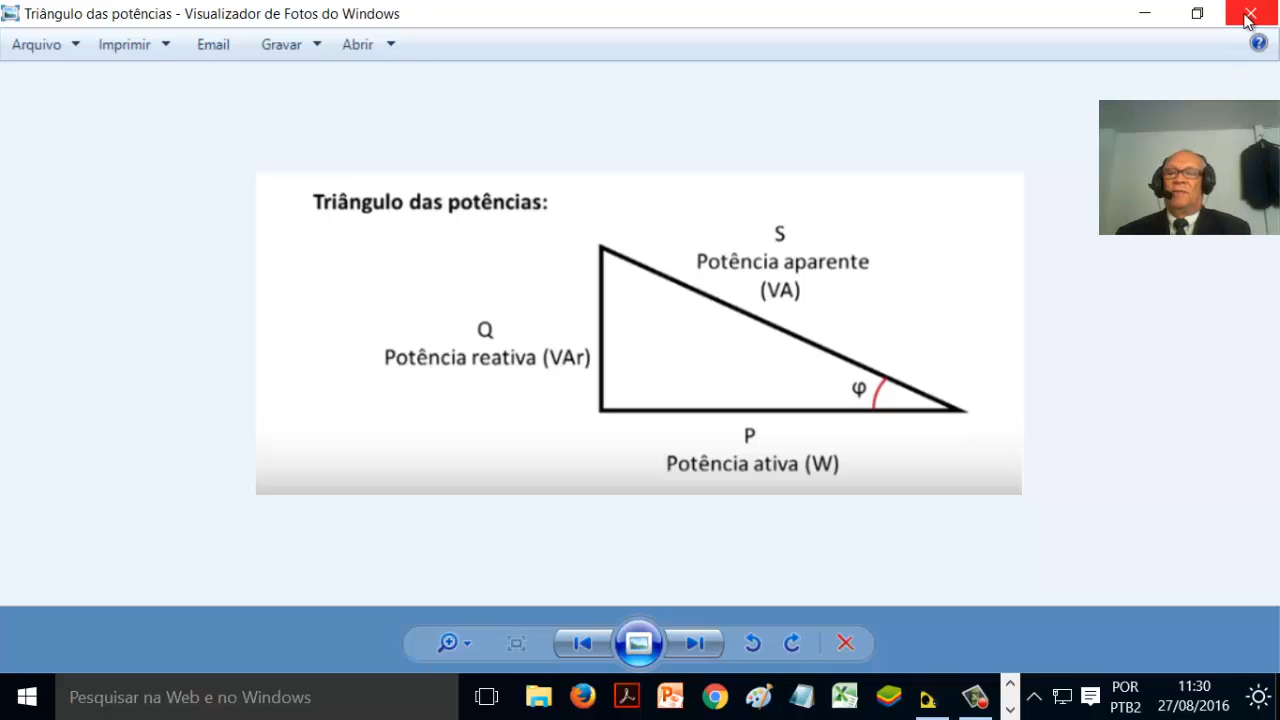 Triângulo das potências - Visualizador de Fotos do Windows
Arquivo Imprimir Email Gravar Abrir
Triângulo das potências:
S
Potência aparente
(VA)
Q
Potência reativa (VAr)
φ
P
Potência ativa (W)
Pesquisar na Web e no Windows
POR
PTB2
11:30
27/08/2016